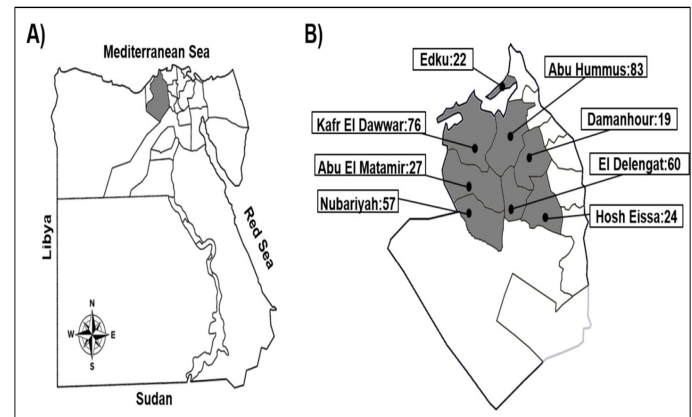 A)
Mediterranean Sea
Libya
Red Sea
N
W
E
S
Sudan
B)
Edku:22
Abu Hummus:83
Kafr El Dawwar:76
Damanhour:19
Abu El Matamir:27
El Delengat:60
Nubariyah:57
Hosh Eissa:24